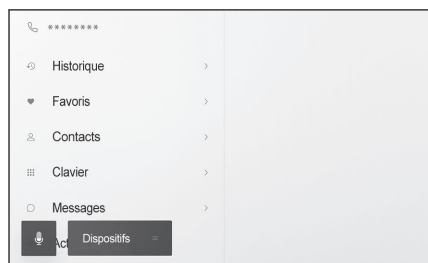 ********
Historique
Favoris
Contacts
Clavier
Messages
Dispositifs